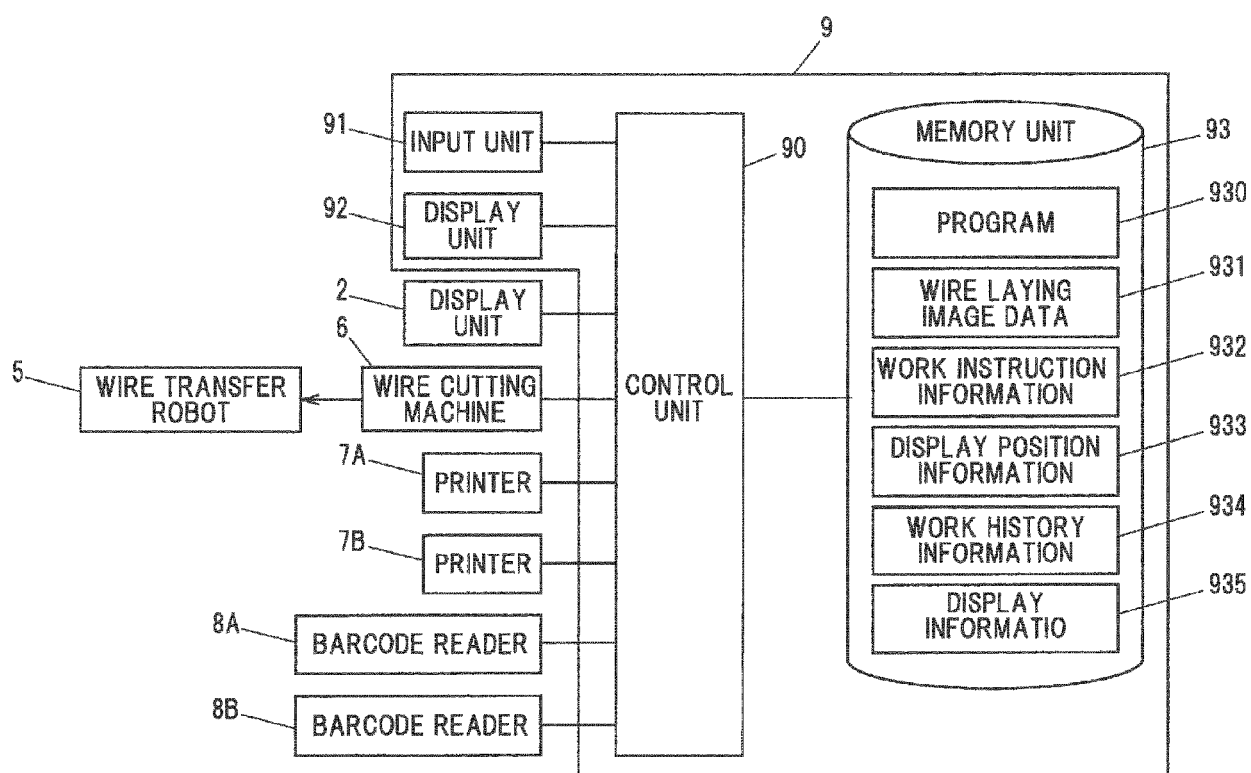 9
91
INPUT UNIT
92
DISPLAY
UNIT
2
DISPLAY
UNIT
6
5
WIRE TRANSFER
ROBOT
WIRE CUTTING
MACHINE
7A
PRINTER
7B
PRINTER
8A
BARCODE READER
8B
BARCODE READER
90
CONTROL
UNIT
MEMORY UNIT
93
930
PROGRAM
931
WIRE LAYING
IMAGE DATA
932
WORK INSTRUCTION
INFORMATION
933
DISPLAY POSITION
INFORMATION
934
WORK HISTORY
INFORMATION
935
DISPLAY
INFORMATIO